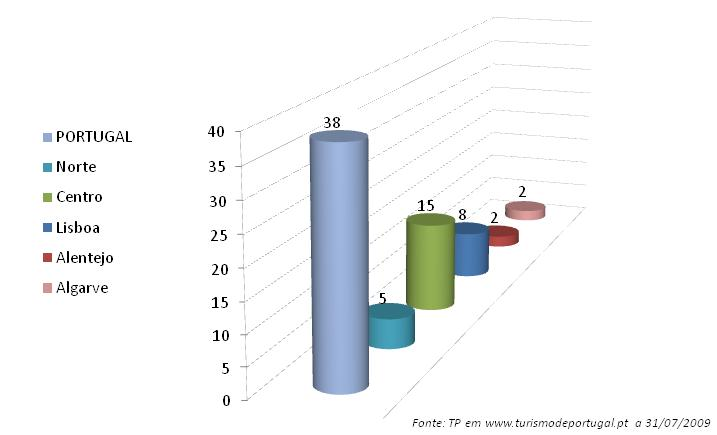 PORTUGAL
Norte
Centro
Lisboa
Alentejo
Algarve
40
35
30
25
20
15
10
5
0
38
5
15
8
2
2
Fonte: TP em www.turismodeportugal.pt a 31/07/2009